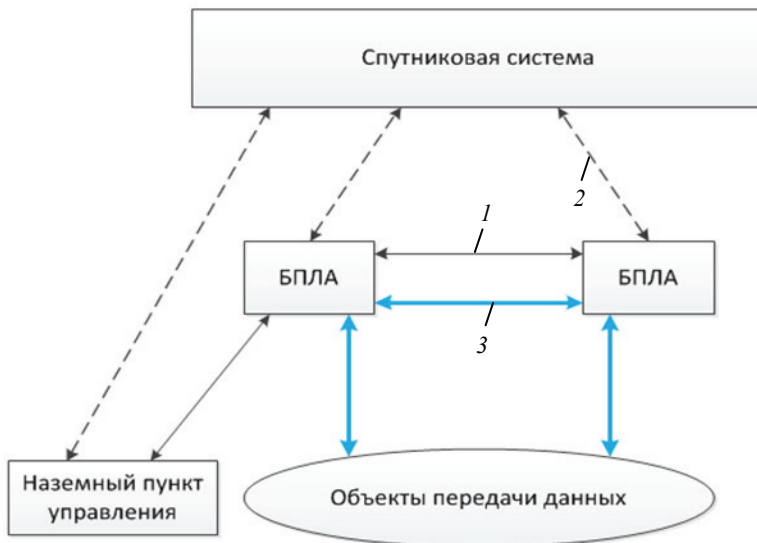 Спутниковая система
2
1
БПЛА
БПЛА
3
Наземный пункт
управления
Объекты передачи данных